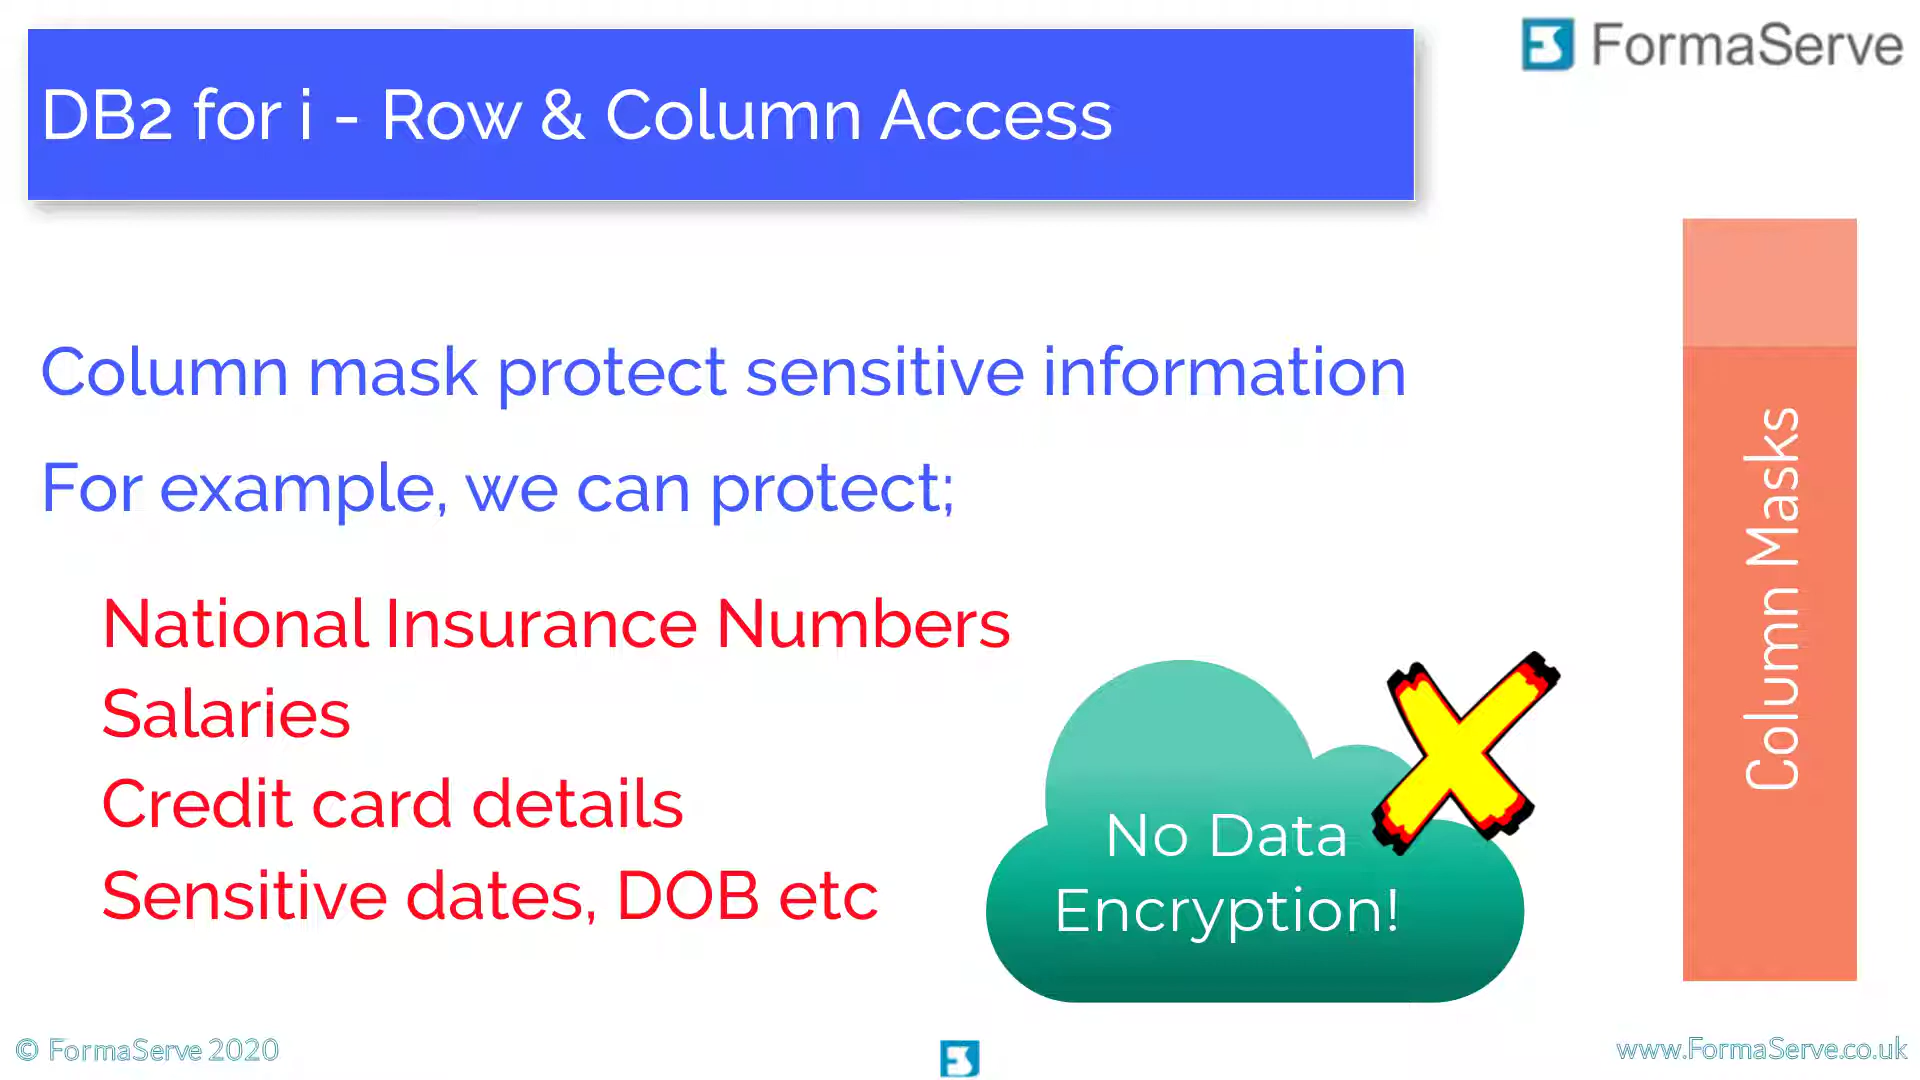 FormaServe
DB2 for i - Row & Column Access
Column mask protect sensitive information
For example, we can protect;
National Insurance Numbers
Salaries
Credit card details
Sensitive dates, DOB etc
No Data
Encryption!
Column Masks
© FormaServe 2020
www.FormaServe.co.uk